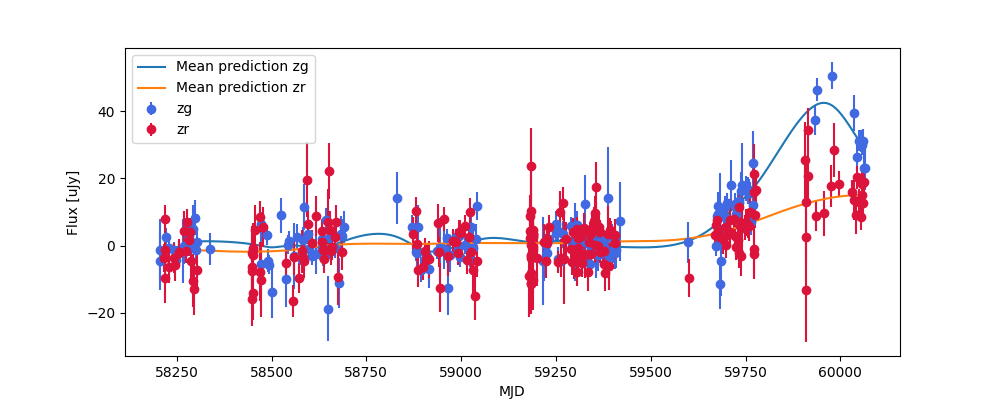 Mean prediction zg
Mean prediction zr
zg
zr
Flux [uJy]
40
20
0
−20
58250 58500 58750 59000 59250 59500 59750 60000
MJD